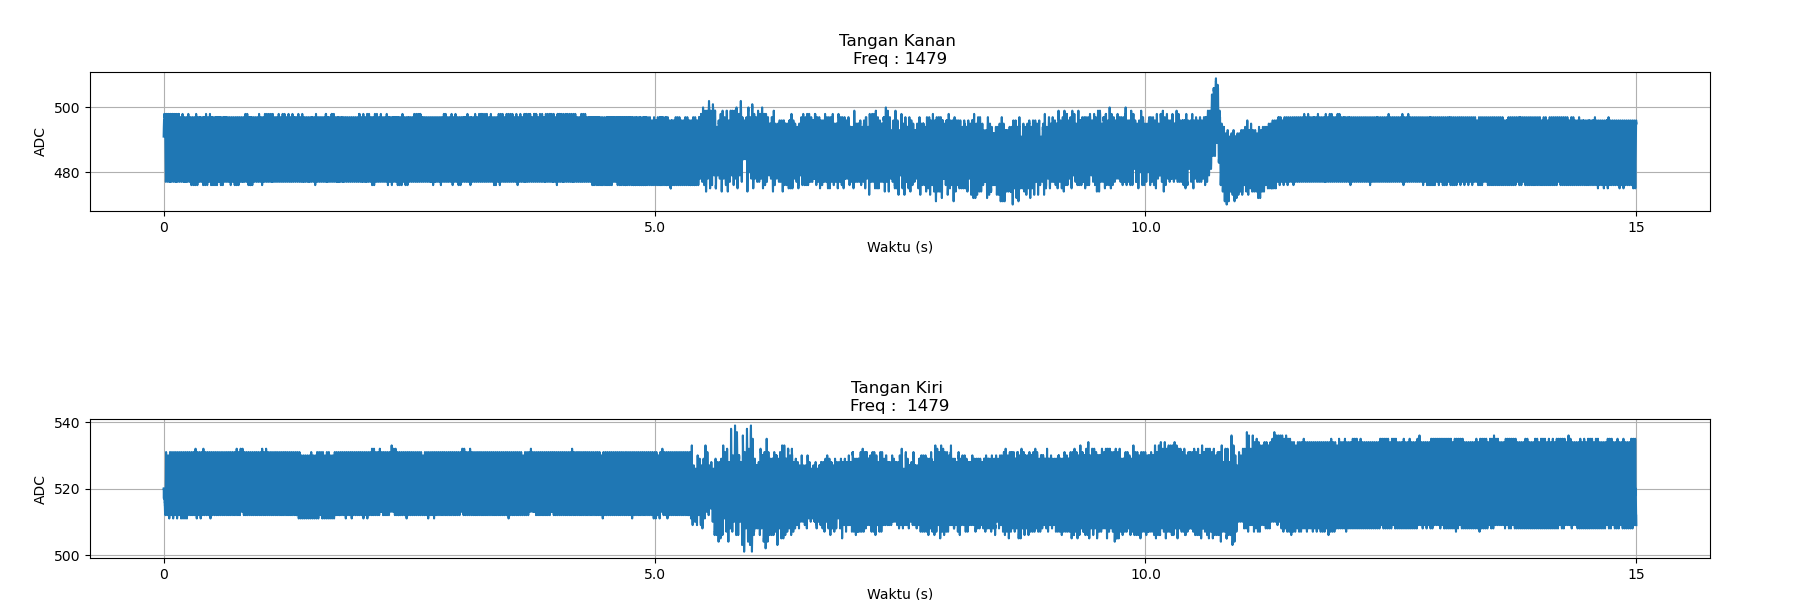 Tangan Kanan
Freq : 1479
ADC
500
480
0 5.0 10.0 15
Waktu (s)
Tangan Kiri
Freq :  1479
ADC
540
520
500
0 5.0 10.0 15
Waktu (s)